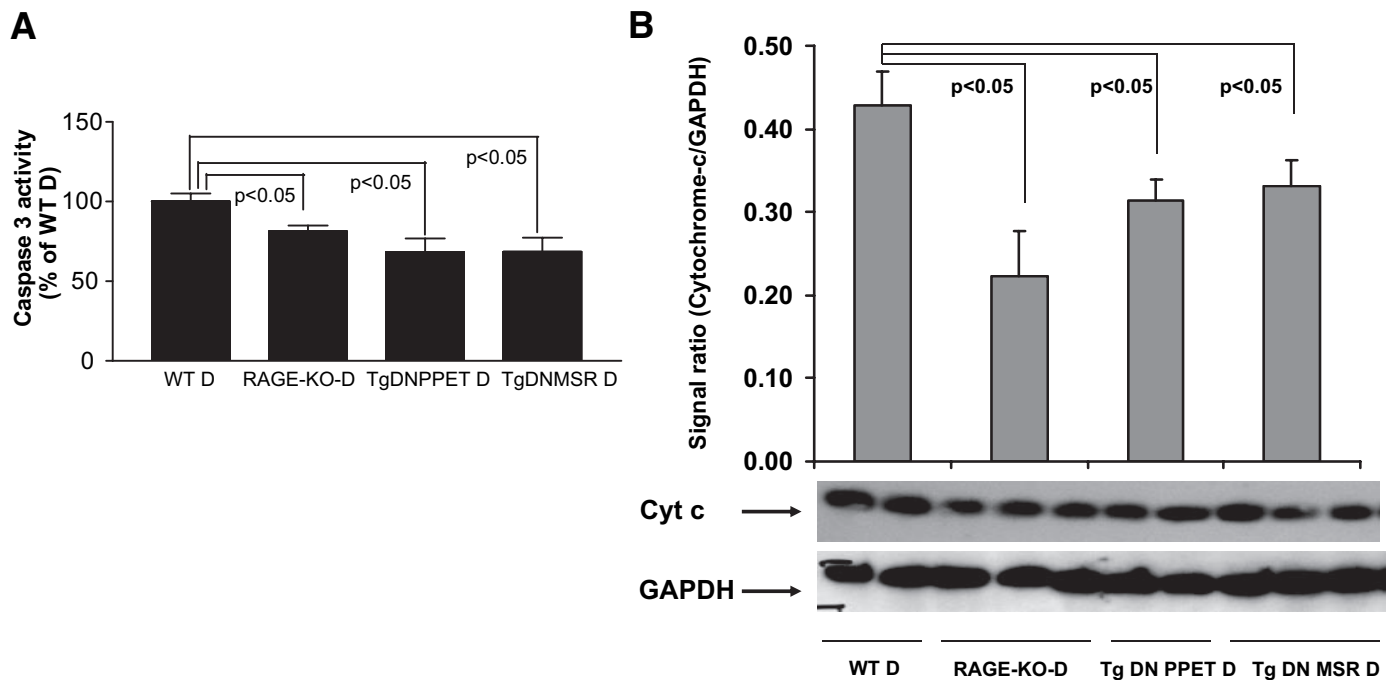 A
Caspase 3 activity
(% of WT D)
150
100
50
0
p<0.05
p<0.05
p<0.05
WT D
RAGE-KO-D
TgDNPPET D
TgDNMSR D
B
Signal ratio (Cytochrome-c/GAPDH)
0.50
0.40
0.30
0.20
0.10
0.00
p<0.05
p<0.05
p<0.05
Cyt c
GAPDH
WT D
RAGE-KO-D
Tg DN PPET D
Tg DN MSR D